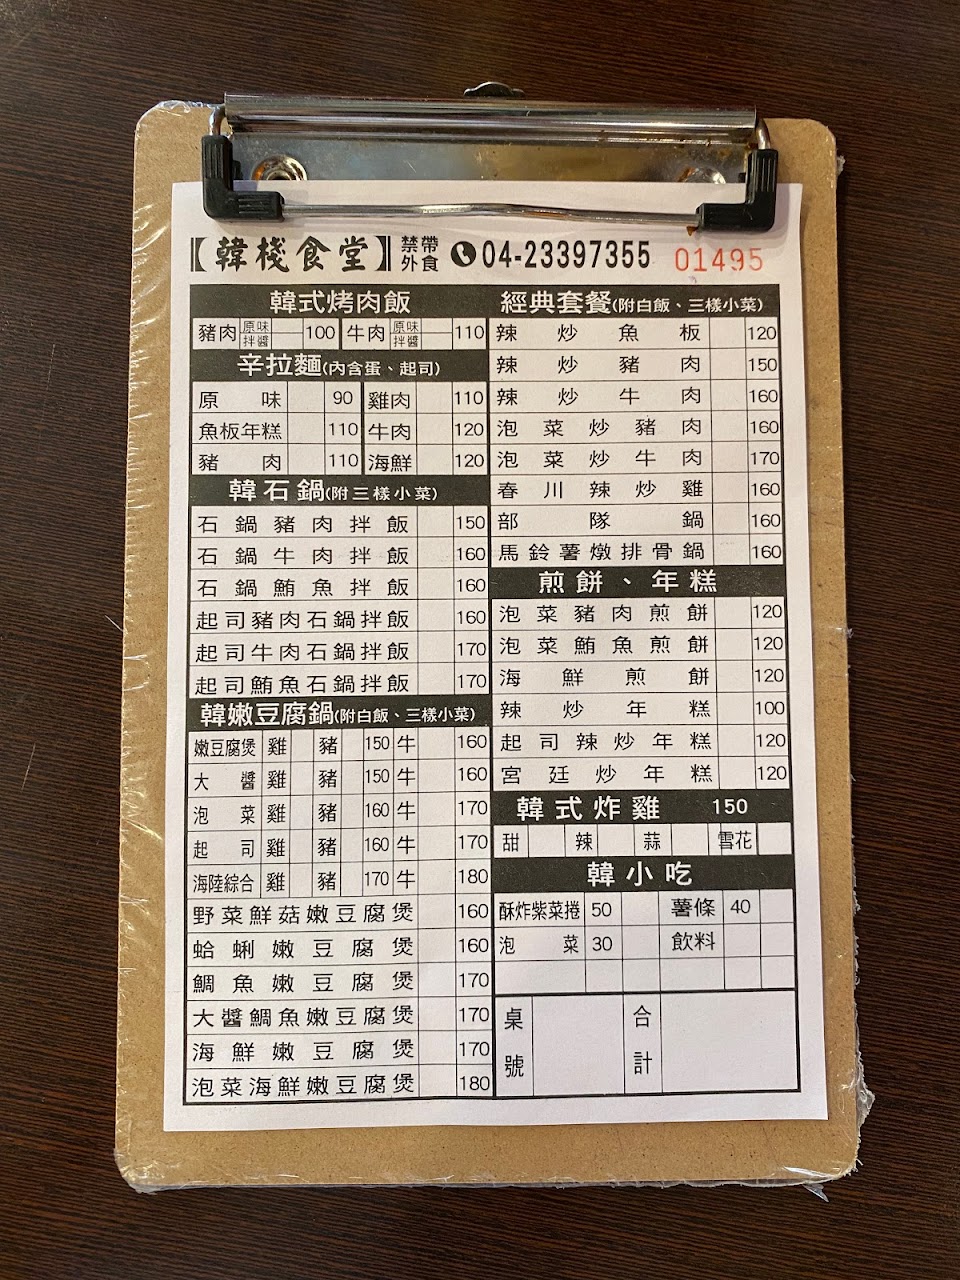 【韓棧食堂】禁帶外食 04-23397355 01495
韓式烤肉飯
豬肉 原味 拌醬 100 牛肉 原味 拌醬 110
辛拉麵(內含蛋、起司)
原味 90 雞肉 110
魚板年糕 110 牛肉 120
豬肉 110 海鮮 120
韓石鍋(附三樣小菜)
石鍋豬肉拌飯 150
石鍋牛肉拌飯 160
石鍋鮪魚拌飯 160
起司豬肉石鍋拌飯 160
起司牛肉石鍋拌飯 170
起司鮪魚石鍋拌飯 170
韓嫩豆腐鍋(附白飯、三樣小菜)
嫩豆腐煲 雞 豬 150 牛 160
大醬 雞 豬 150 牛 160
泡菜 雞 豬 160 牛 170
起司 雞 豬 160 牛 170
海陸綜合 雞 豬 170 牛 180
野菜鮮菇嫩豆腐煲 160
蛤蜊嫩豆腐煲 160
鯛魚嫩豆腐煲 170
大醬鯛魚嫩豆腐煲 170
海鮮嫩豆腐煲 170
泡菜海鮮嫩豆腐煲 180
經典套餐(附白飯、三樣小菜)
辣炒魚板 120
辣炒豬肉 150
辣炒牛肉 160
泡菜炒豬肉 160
泡菜炒牛肉 170
春川辣炒雞 160
部隊鍋 160
馬鈴薯燉排骨鍋 160
煎餅、年糕
泡菜豬肉煎餅 120
泡菜鮪魚煎餅 120
海鮮煎餅 120
辣炒年糕 100
起司辣炒年糕 120
宮廷炒年糕 120
韓式炸雞 150
甜 辣 蒜 雪花
韓小吃
酥炸紫菜捲 50 薯條 40
泡菜 30 飲料
桌號 合計